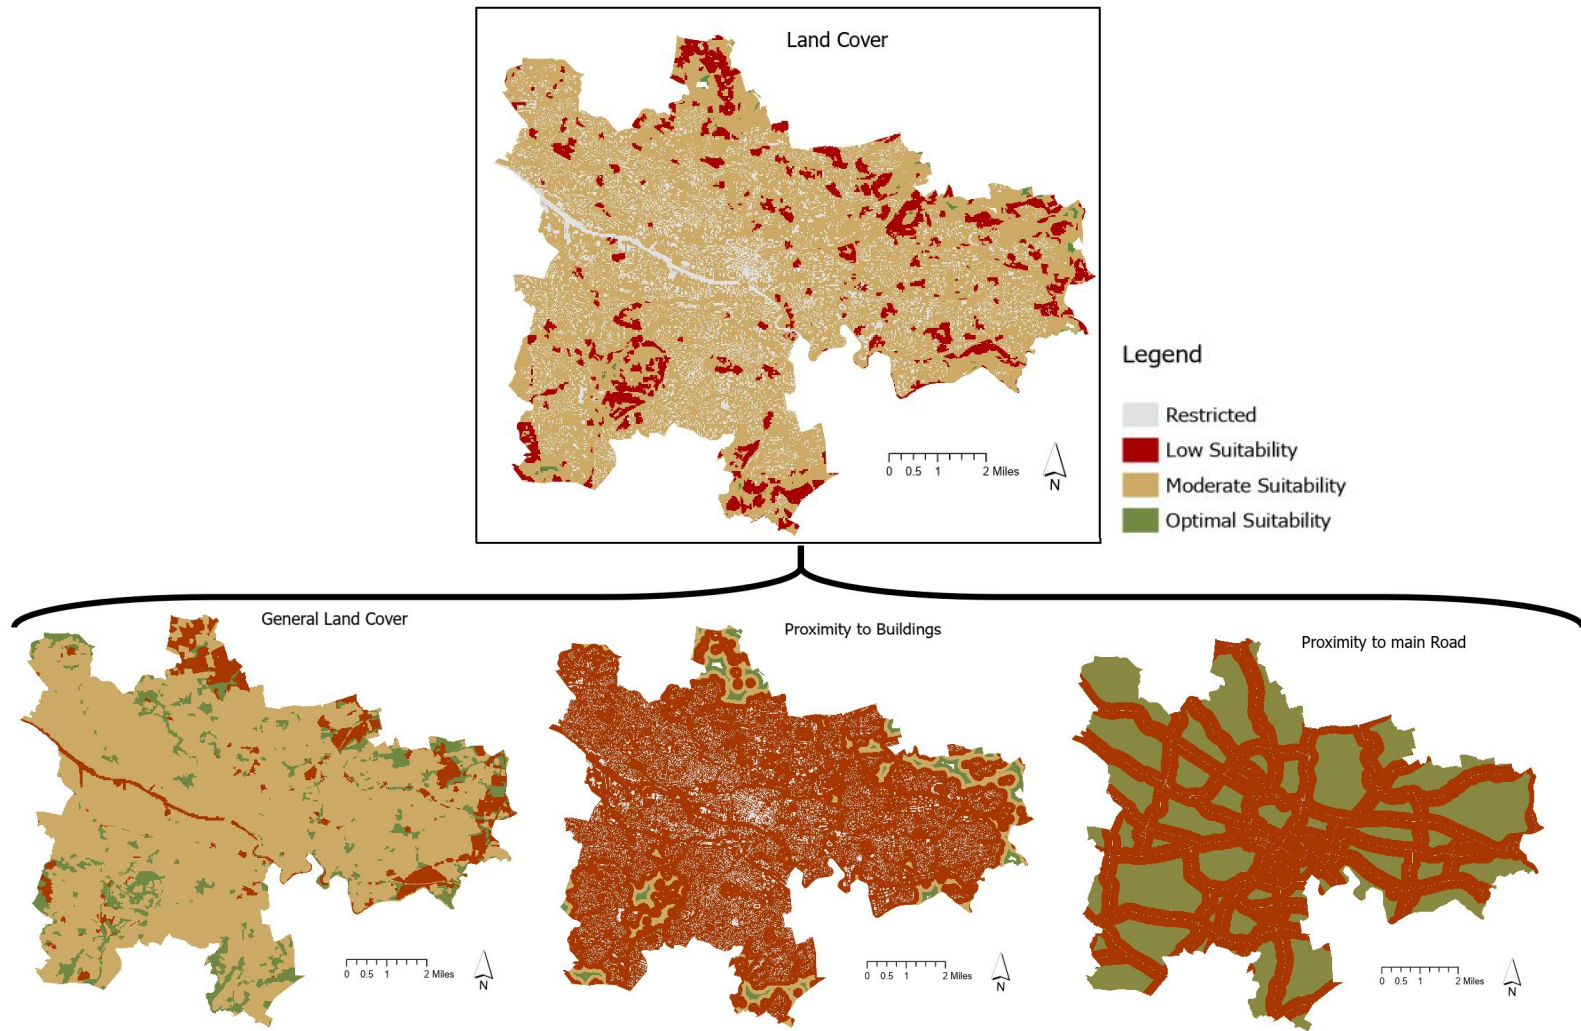 Land Cover
0 0.5 1 2 Miles
N
Legend
Restricted
Low Suitability
Moderate Suitability
Optimal Suitability
General Land Cover
Proximity to Buildings
Proximity to main Road
0 0.5 1 2 Miles
N
0 0.5 1 2 Miles
N
0 0.5 1 2 Miles
N